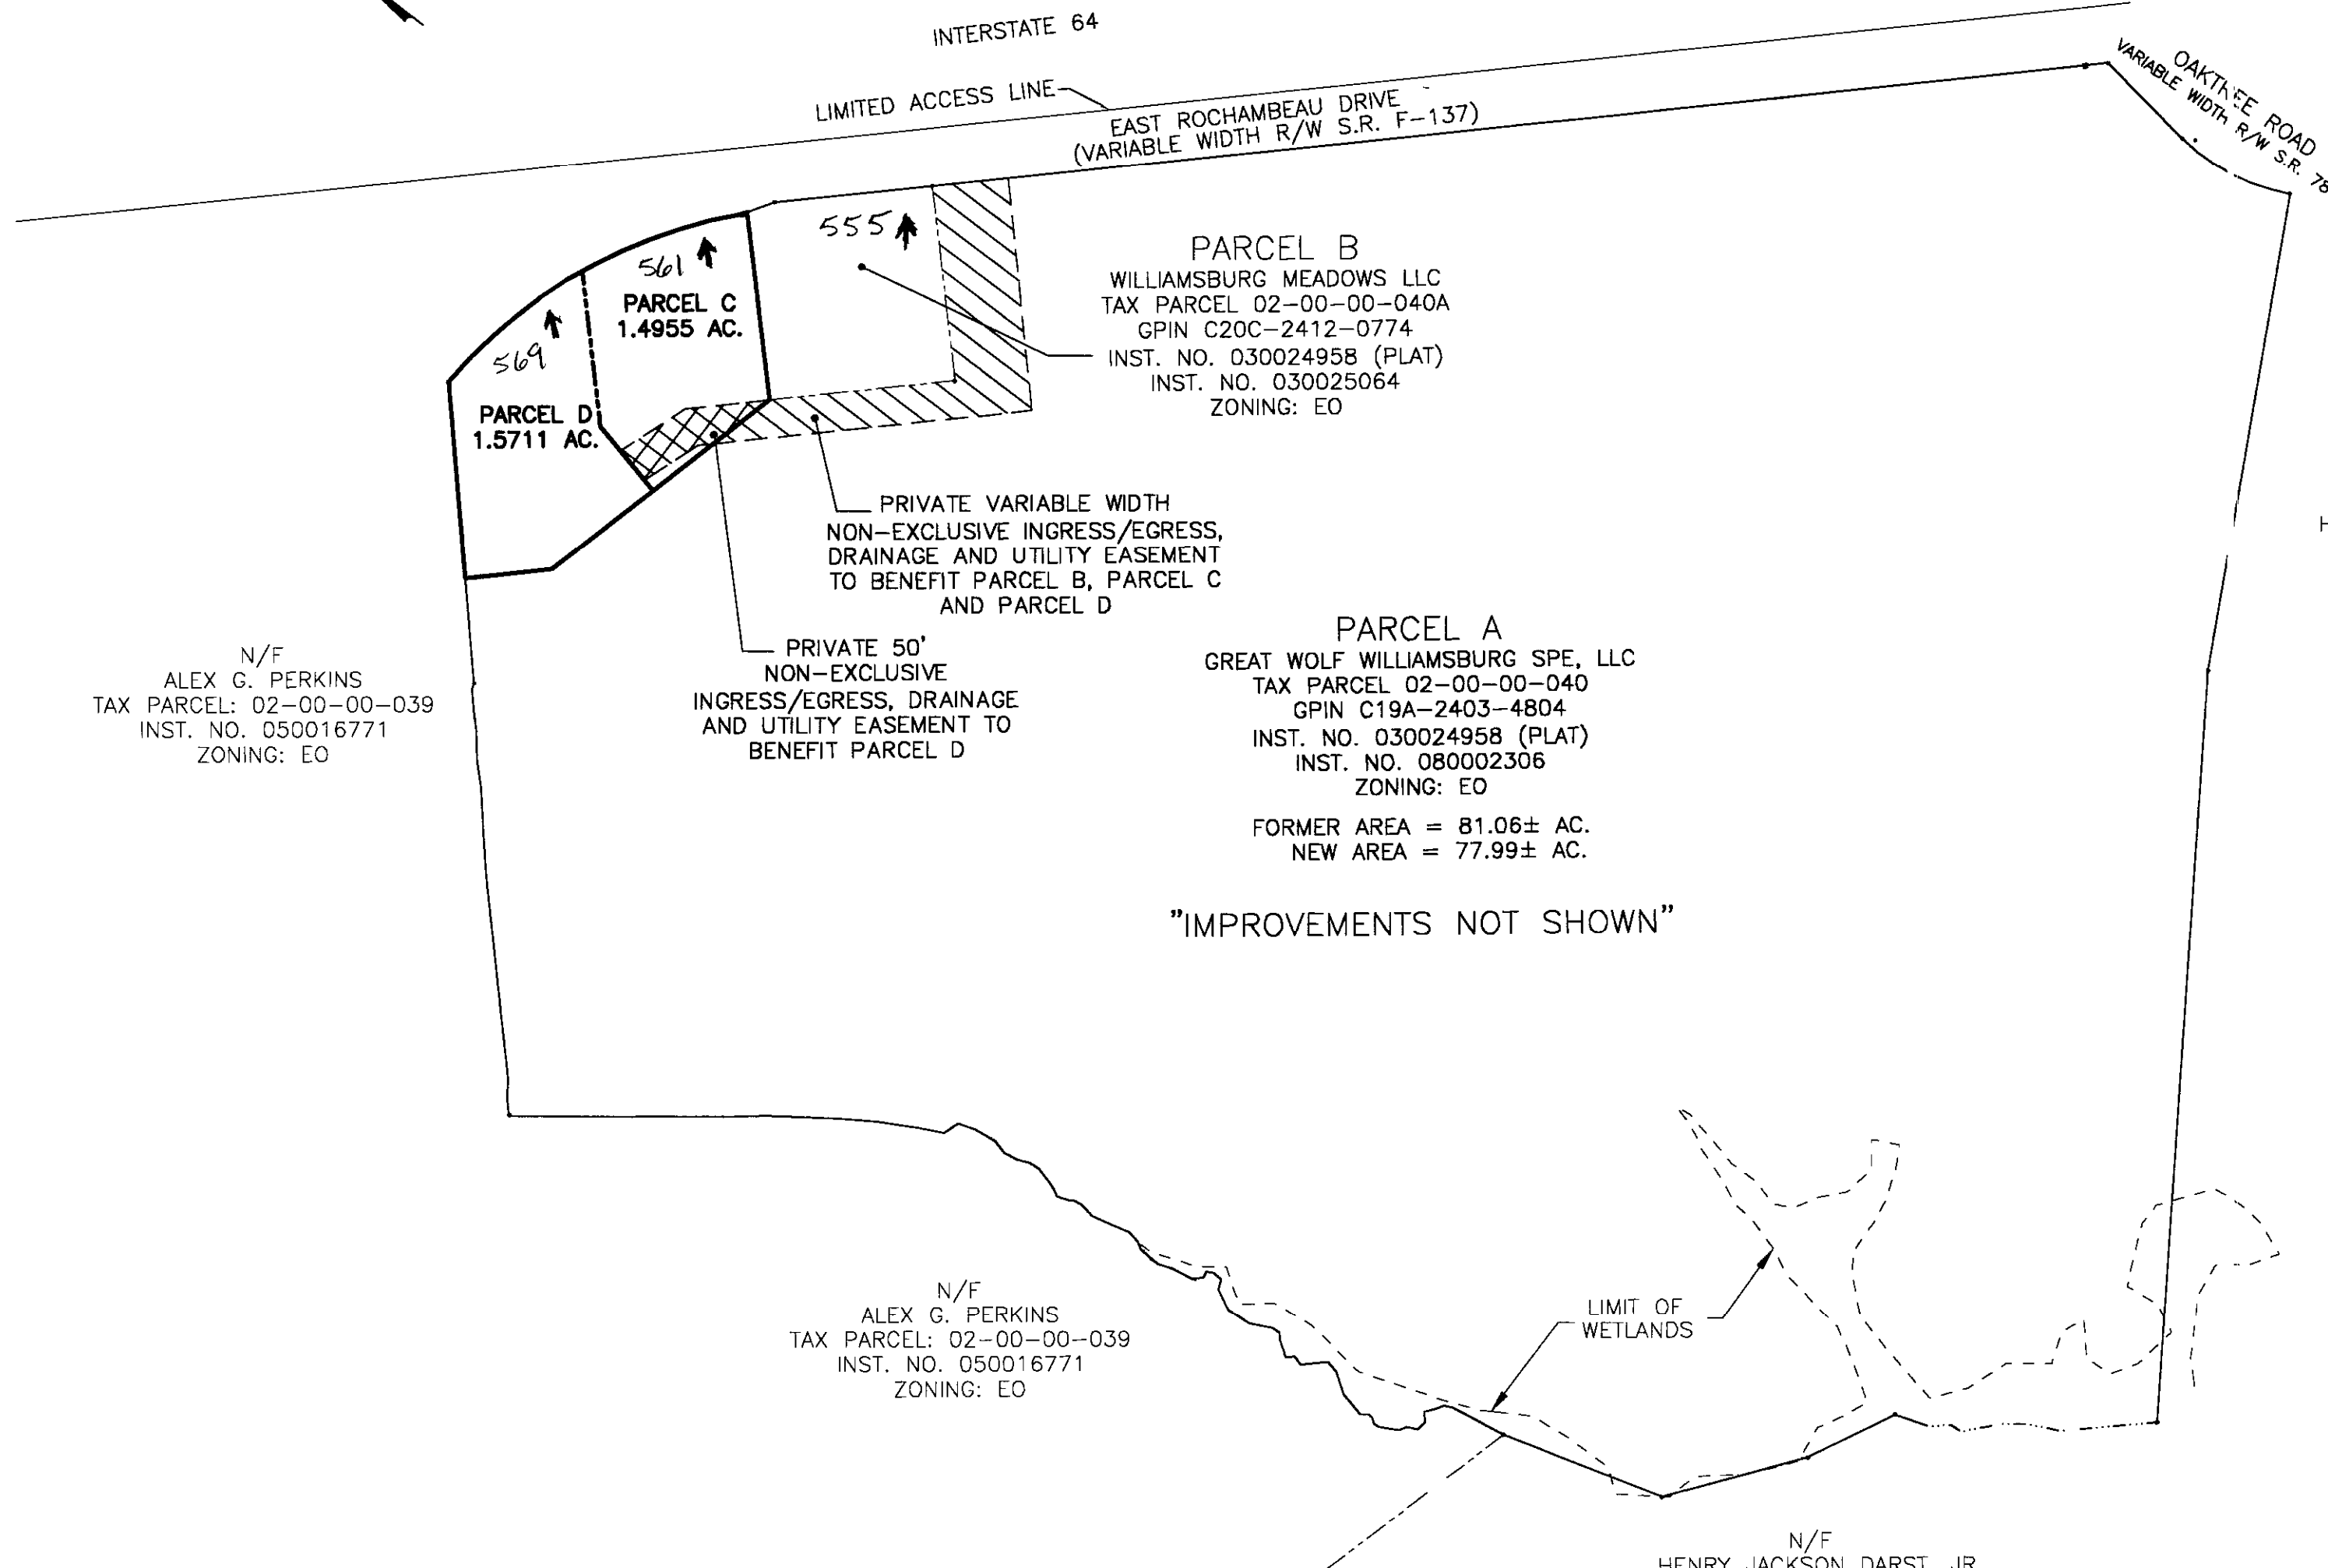 INTERSTATE 64
LIMITED ACCESS LINE
EAST ROCHAMBEAU DRIVE
(VARIABLE WIDTH R/W S.R. F-137)
OAKTREE ROAD
VARIABLE WIDTH R/W S.R. 78
555
561
PARCEL C
1.4955 AC.
569
PARCEL D
1.5711 AC.
PARCEL B
WILLIAMSBURG MEADOWS LLC
TAX PARCEL 02-00-00-040A
GPIN C20C-2412-0774
INST. NO. 030024958 (PLAT)
INST. NO. 030025064
ZONING: EO
H
PRIVATE VARIABLE WIDTH
NON-EXCLUSIVE INGRESS/EGRESS,
DRAINAGE AND UTILITY EASEMENT
TO BENEFIT PARCEL B, PARCEL C
AND PARCEL D
PRIVATE 50'
NON-EXCLUSIVE
INGRESS/EGRESS, DRAINAGE
AND UTILITY EASEMENT TO
BENEFIT PARCEL D
N/F
ALEX G. PERKINS
TAX PARCEL: 02-00-00-039
INST. NO. 050016771
ZONING: EO
PARCEL A
GREAT WOLF WILLIAMSBURG SPE, LLC
TAX PARCEL 02-00-00-040
GPIN C19A-2403-4804
INST. NO. 030024958 (PLAT)
INST. NO. 080002306
ZONING: EO
FORMER AREA = 81.06± AC.
NEW AREA = 77.99± AC.
"IMPROVEMENTS NOT SHOWN"
N/F
ALEX G. PERKINS
TAX PARCEL: 02-00-00-039
INST. NO. 050016771
ZONING: EO
LIMIT OF
WETLANDS
N/F
HENRY JACKSON DARST, JR